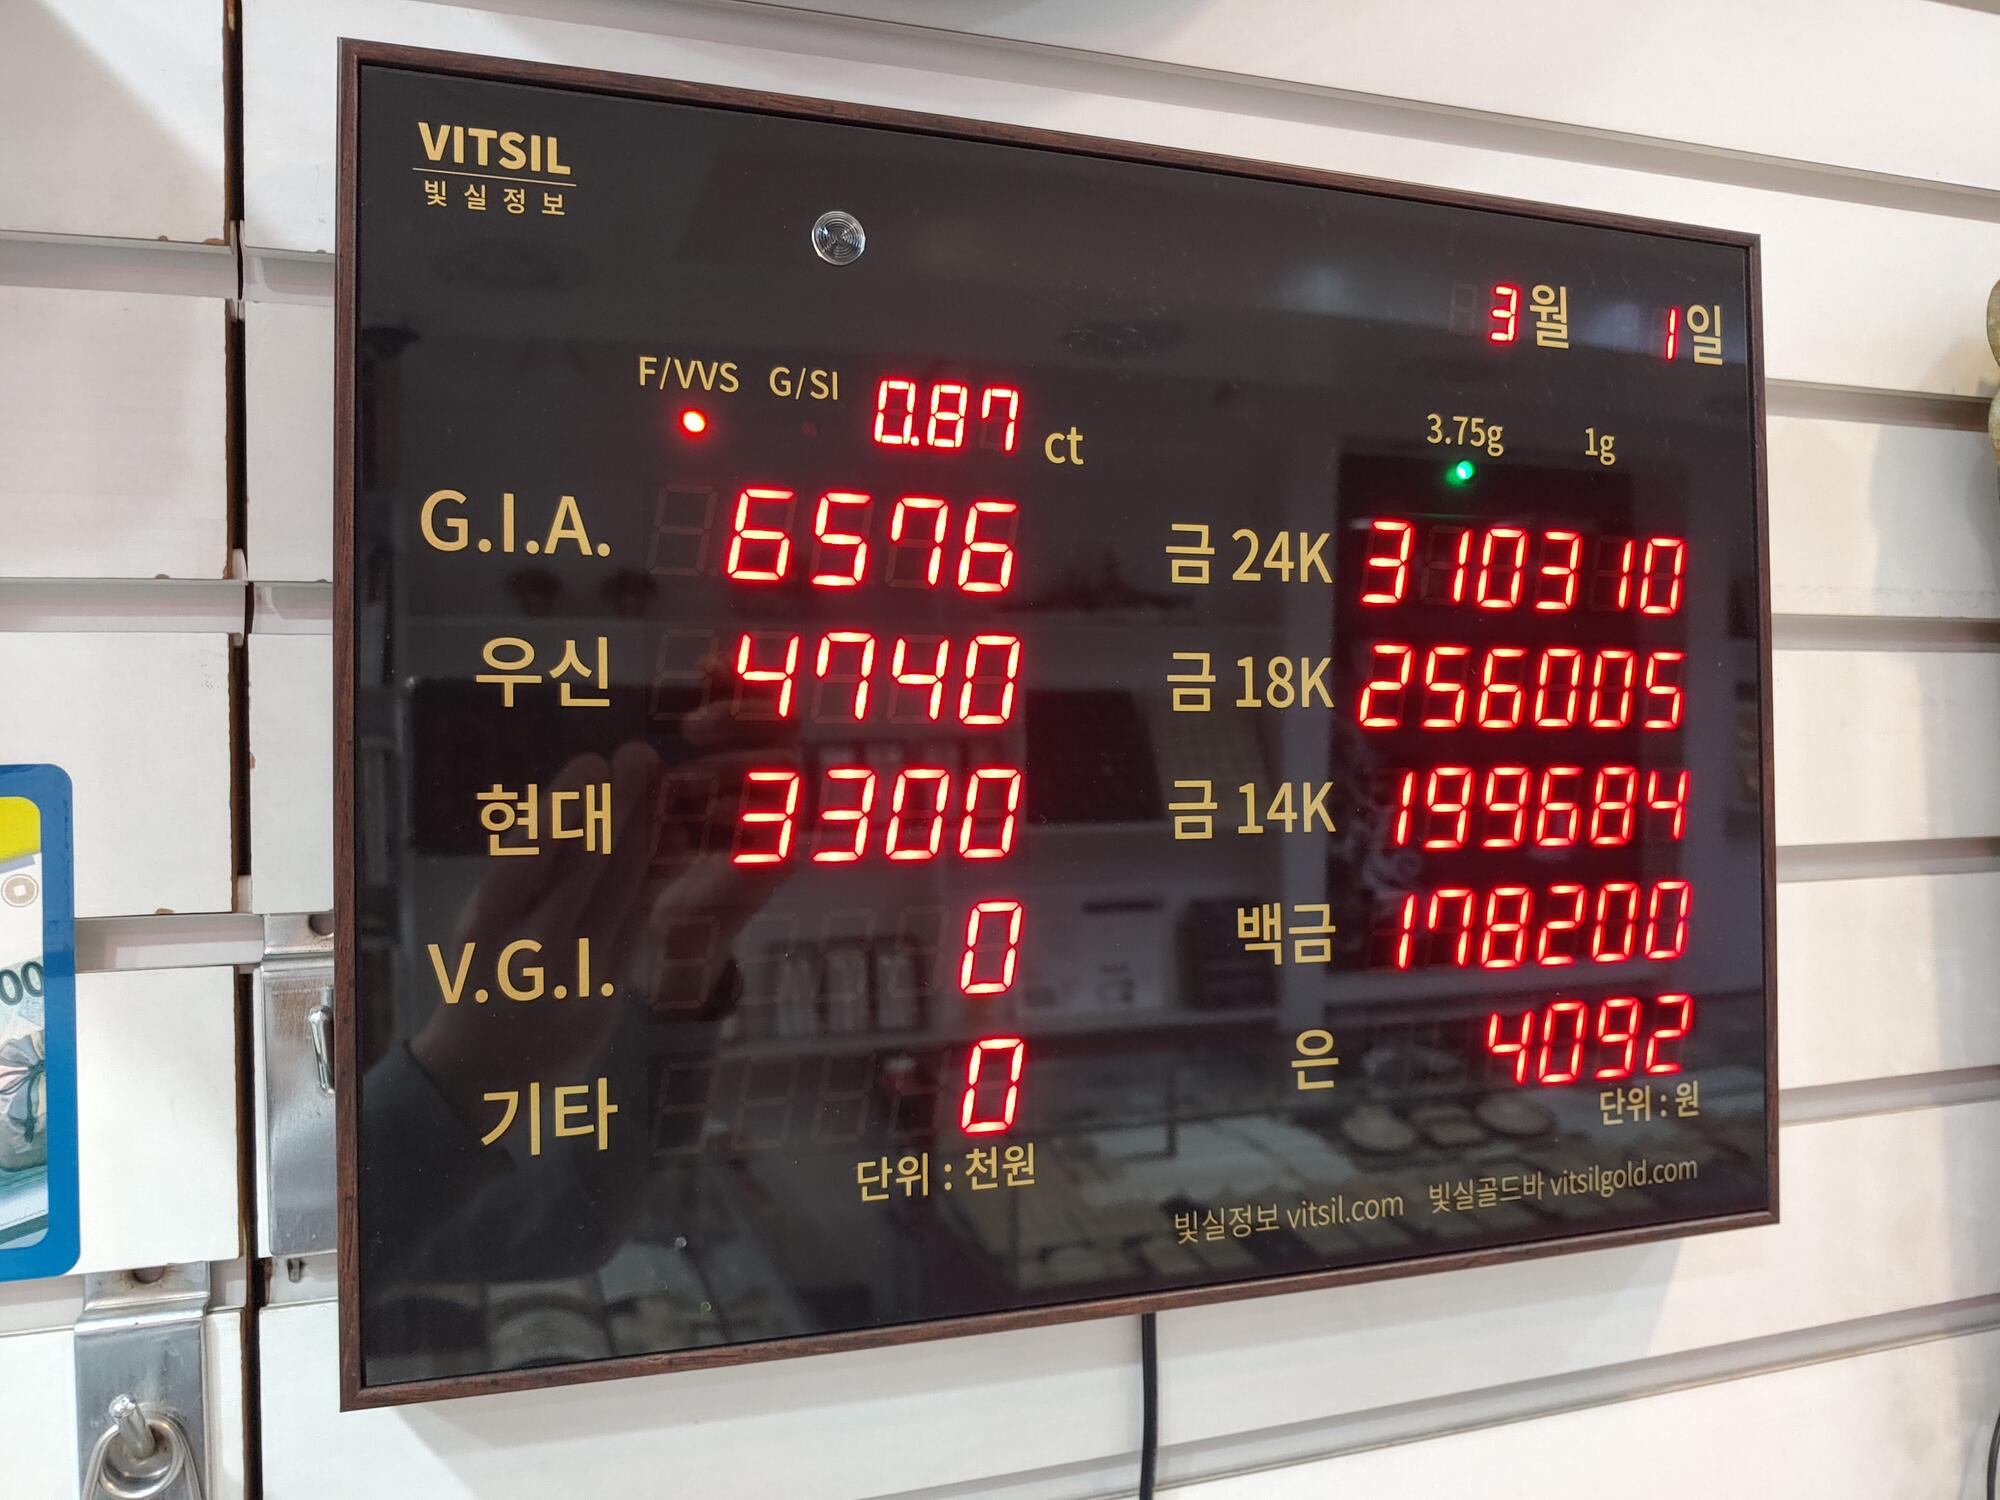 VITSIL
빛실정보
3월 1일
F/VVS G/SI 0.87 ct
3.75g 1g
G.I.A. 6576
우신 4740
현대 3300
V.G.I. 0
기타 0
단위 : 천원
금 24K 310310
금 18K 256005
금 14K 199684
백금 178200
은 4092
단위 : 원
빛실정보 vitsil.com 빛실골드바 vitsilgold.com
00